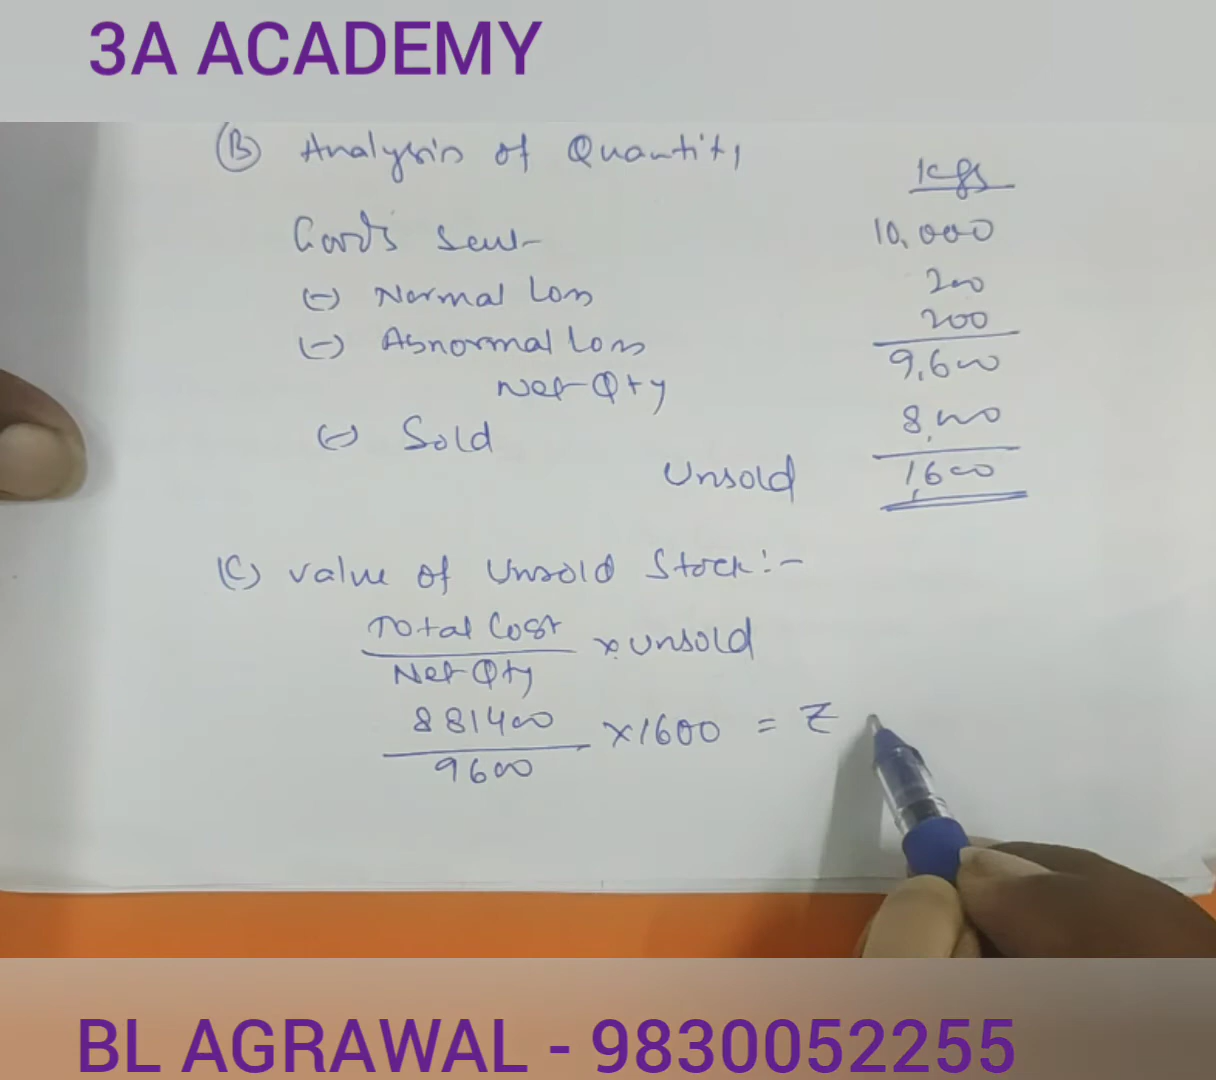 3A ACADEMY
(B) Analysis of Quantity
Kgs
Goods Sent 10,000
(-) Normal Loss 200
(-) Abnormal Loss 200
Net Qty 9,600
(-) Sold 8,000
Unsold 1,600
(C) Value of Unsold Stock:-
Total Cost
× Unsold
Net Qty
881400
×1600 = ₹
9600
BL AGRAWAL - 9830052255